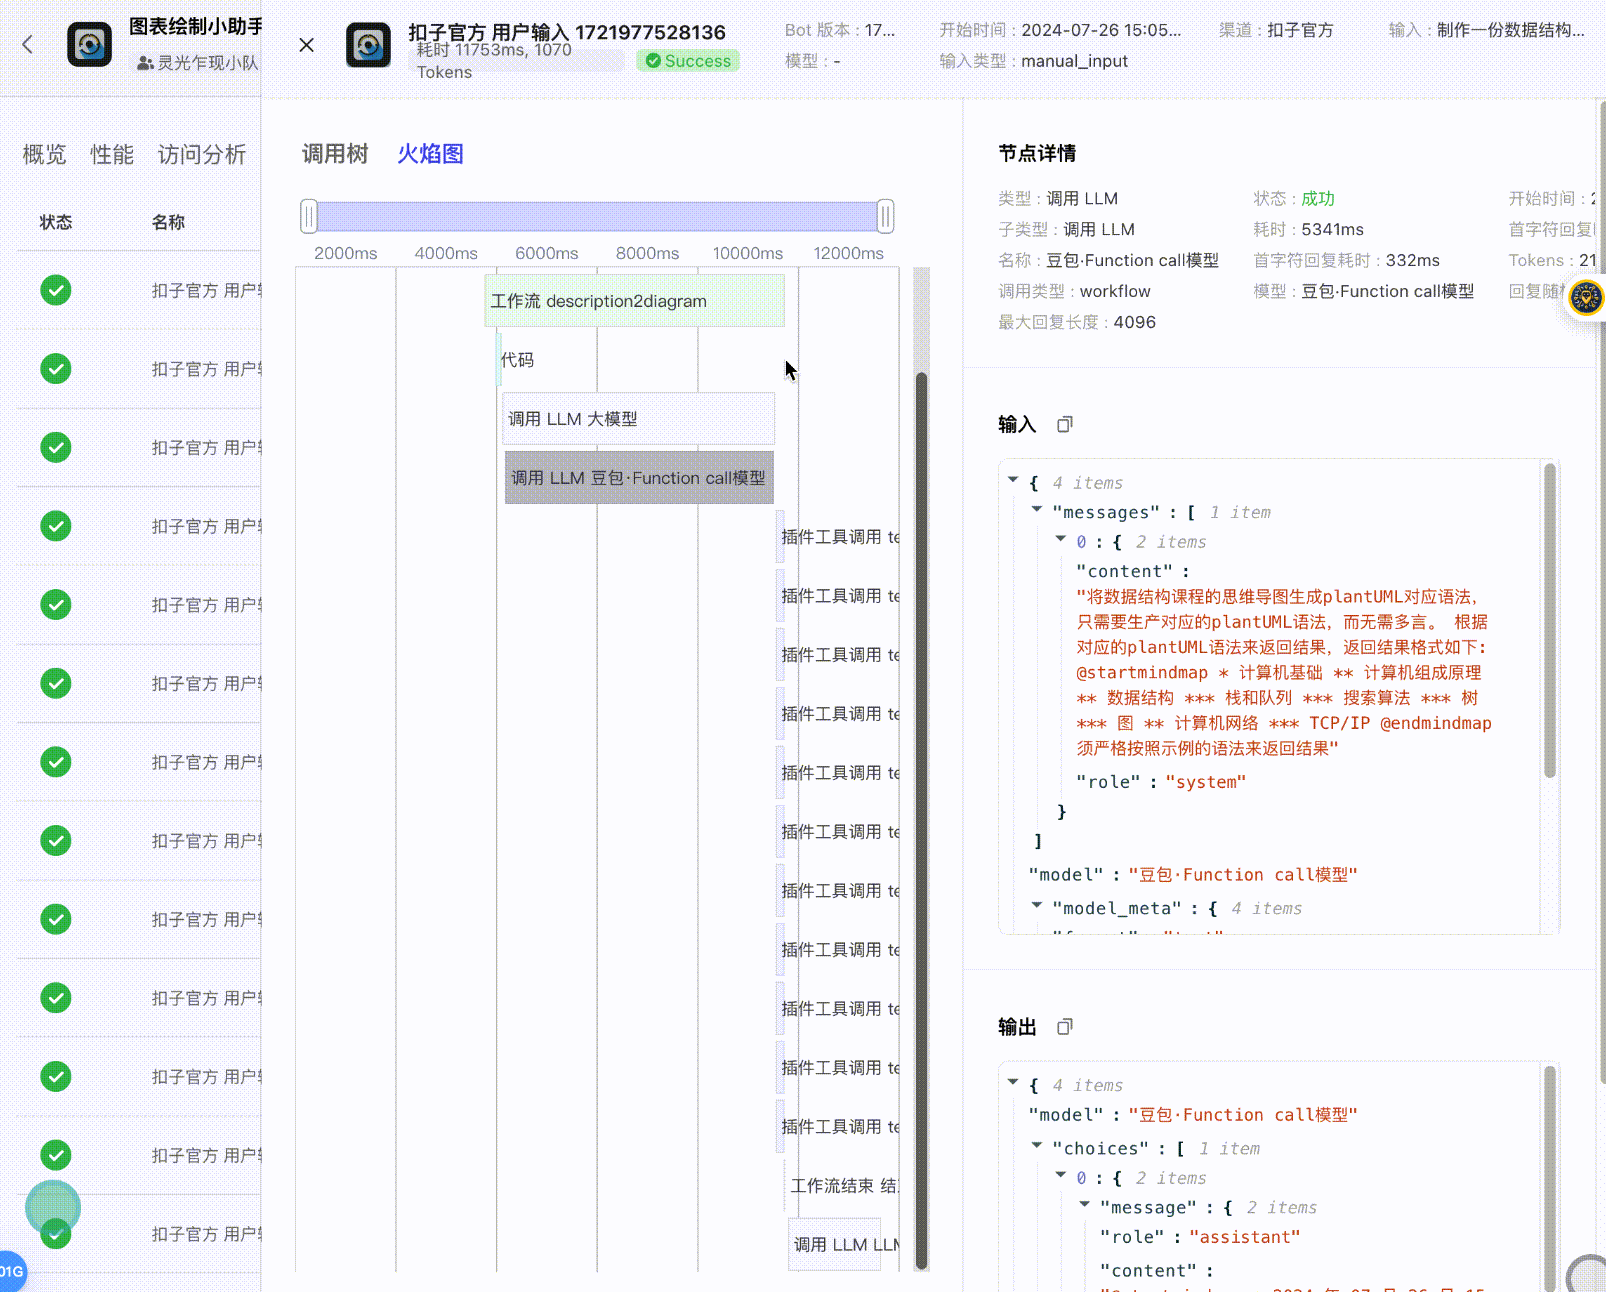 图表绘制小助手
灵光乍现小队
概览 性能 访问分析
状态 名称
扣子官方 用户
扣子官方 用户
扣子官方 用户
扣子官方 用户
扣子官方 用户
扣子官方 用户
扣子官方 用户
扣子官方 用户
扣子官方 用户
扣子官方 用户
扣子官方 用户
扣子官方 用户
扣子官方 用户
01G
扣子官方 用户输入 1721977528136
耗时 11753ms, 1070
Tokens
Success
Bot 版本 : 17...
模型 : -
开始时间 : 2024-07-26 15:05...
输入类型 : manual_input
渠道 : 扣子官方
输入 : 制作一份数据结构...
调用树 火焰图
2000ms 4000ms 6000ms 8000ms 10000ms 12000ms
工作流 description2diagram
代码
调用 LLM 大模型
调用 LLM 豆包·Function call模型
插件工具调用 te
插件工具调用 te
插件工具调用 te
插件工具调用 te
插件工具调用 te
插件工具调用 te
插件工具调用 te
插件工具调用 te
插件工具调用 te
插件工具调用 te
插件工具调用 te
工作流结束 结
调用 LLM LLM
节点详情
类型 : 调用 LLM 状态 : 成功 开始时间 : 2
子类型 : 调用 LLM 耗时 : 5341ms 首字符回复
名称 : 豆包·Function call模型 首字符回复耗时 : 332ms Tokens : 21
调用类型 : workflow 模型 : 豆包·Function call模型 回复随
最大回复长度 : 4096
输入
{ 4 items
"messages" : [ 1 item
0 : { 2 items
"content" :
"将数据结构课程的思维导图生成plantUML对应语法，
只需要生产对应的plantUML语法，而无需多言。 根据
对应的plantUML语法来返回结果，返回结果格式如下:
@startmindmap * 计算机基础 ** 计算机组成原理
** 数据结构 *** 栈和队列 *** 搜索算法 *** 树
*** 图 ** 计算机网络 *** TCP/IP @endmindmap
须严格按照示例的语法来返回结果"
"role" : "system"
}
]
"model" : "豆包·Function call模型"
"model_meta" : { 4 items
输出
{ 4 items
"model" : "豆包·Function call模型"
"choices" : [ 1 item
0 : { 2 items
"message" : { 2 items
"role" : "assistant"
"content" :